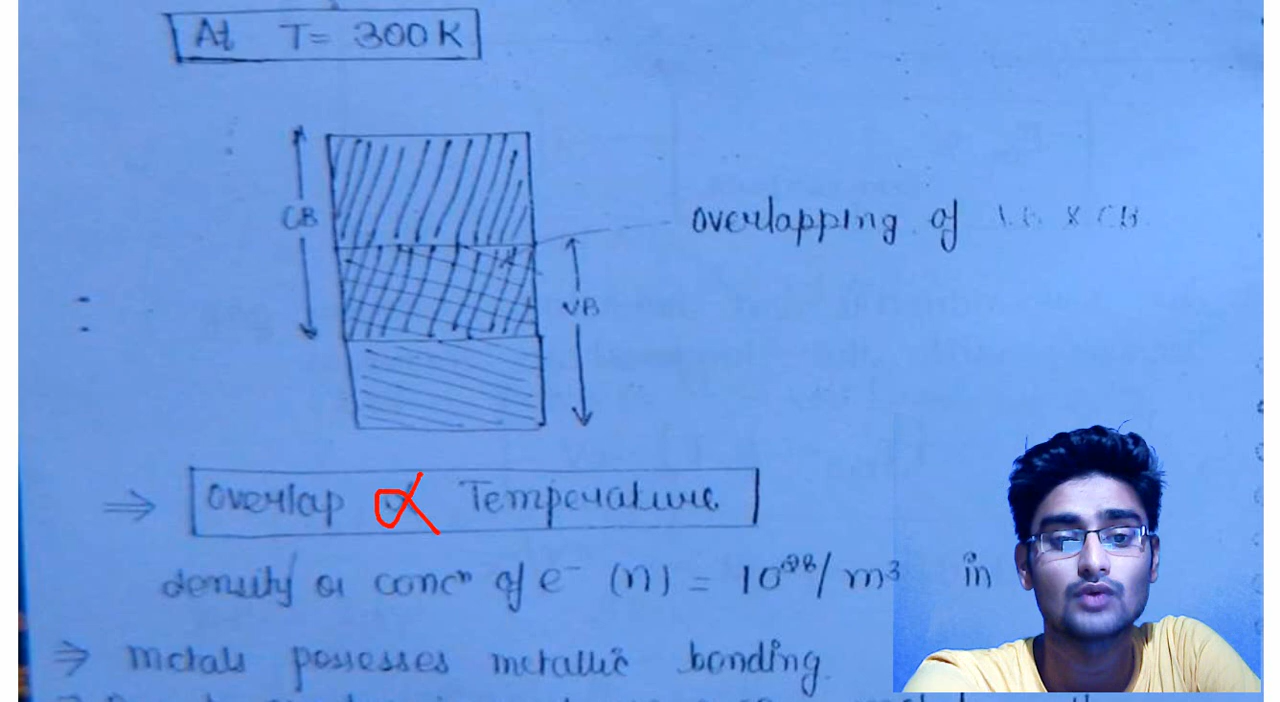 At T= 300K
CB
overlapping of V.B & C.B.
VB
⇒ overlap ∝ Temperature
density or concⁿ of e⁻ (n) = 10²⁸/m³ in
⇒ metals possesses metallic bonding.